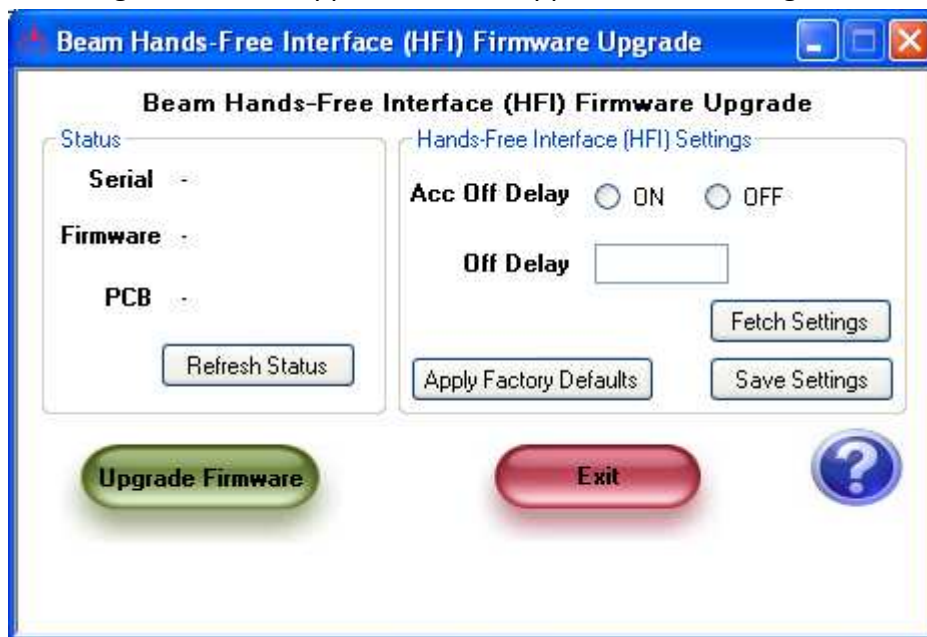 Beam Hands-Free Interface (HFI) Firmware Upgrade
Beam Hands-Free Interface (HFI) Firmware Upgrade
Status
Serial -
Firmware -
PCB -
Refresh Status
Hands-Free Interface (HFI) Settings
Acc Off Delay ON OFF
Off Delay
Fetch Settings
Apply Factory Defaults Save Settings
Upgrade Firmware Exit ?